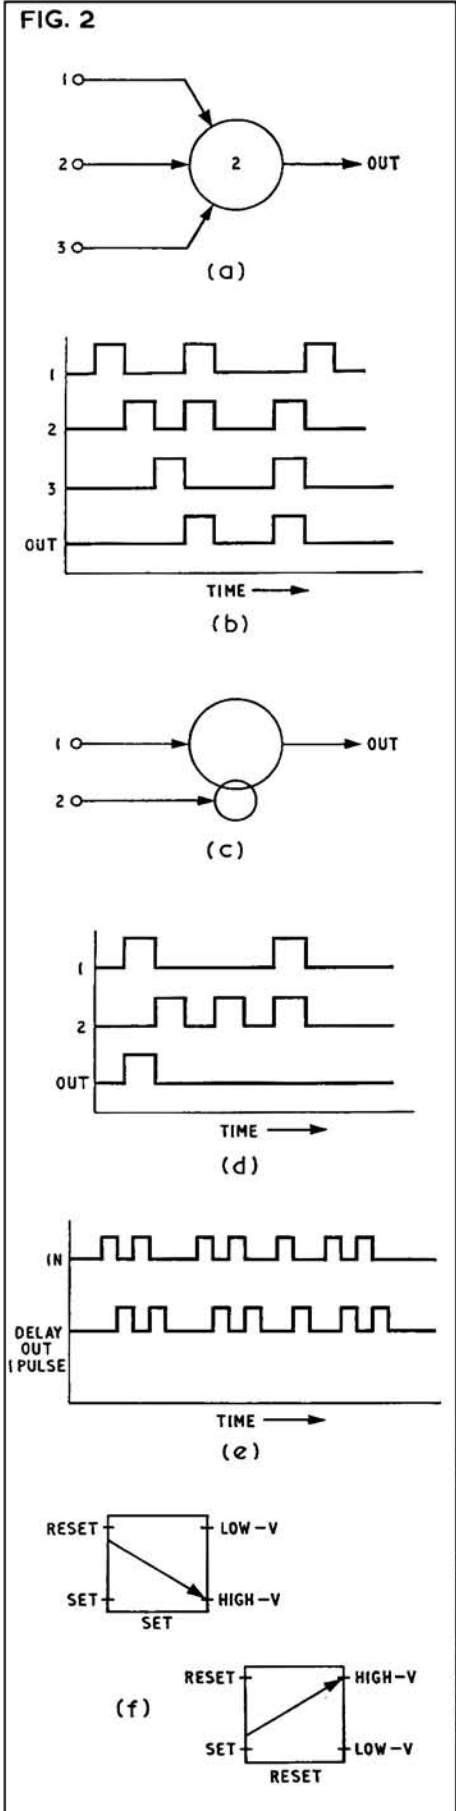 FIG. 2
1
2
2
OUT
3
(a)
1
2
3
OUT
TIME
(b)
1
OUT
2
(c)
1
2
OUT
TIME
(d)
IN
DELAY
OUT
1 PULSE
TIME
(e)
RESET
LOW-V
SET
HIGH-V
SET
(f)
RESET
HIGH-V
SET
LOW-V
RESET